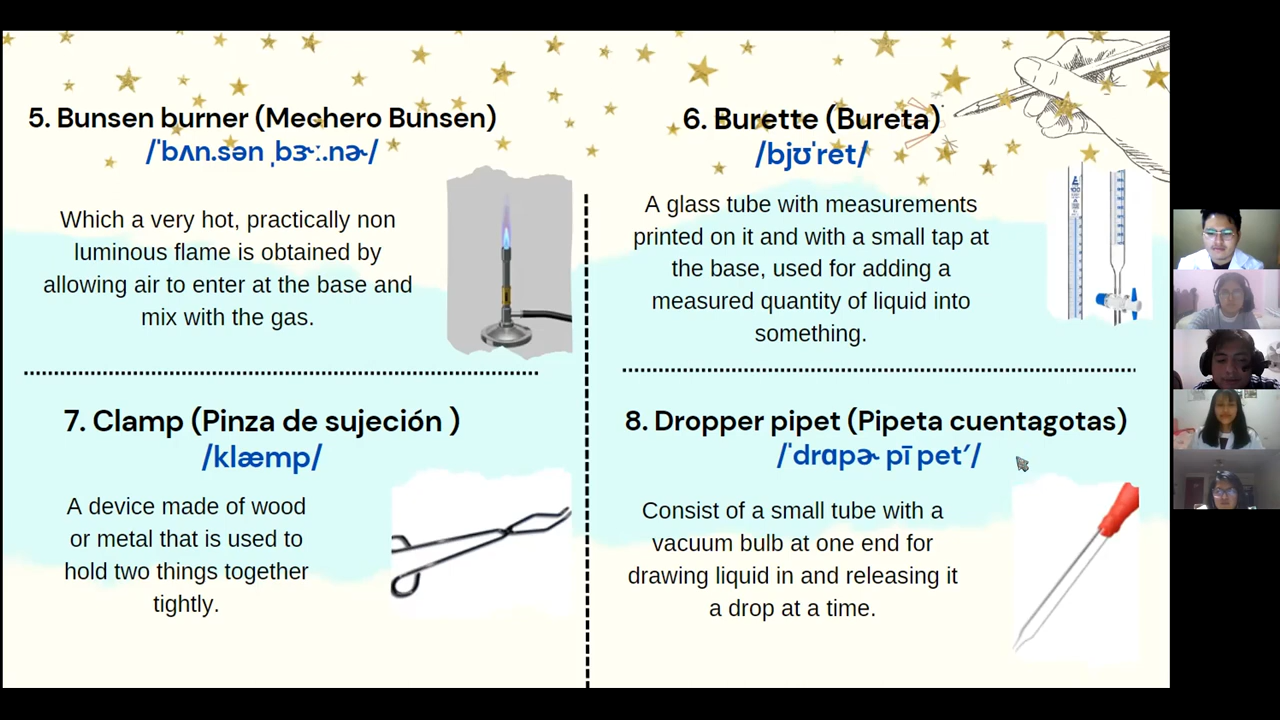 5. Bunsen burner (Mechero Bunsen)
/ˈbʌn.sən ˌbɝː.nɚ/
Which a very hot, practically non
luminous flame is obtained by
allowing air to enter at the base and
mix with the gas.
6. Burette (Bureta)
/bjʊˈret/
A glass tube with measurements
printed on it and with a small tap at
the base, used for adding a
measured quantity of liquid into
something.
7. Clamp (Pinza de sujeción )
/klæmp/
A device made of wood
or metal that is used to
hold two things together
tightly.
8. Dropper pipet (Pipeta cuentagotas)
/ˈdrɑpɚ pī pet′/
Consist of a small tube with a
vacuum bulb at one end for
drawing liquid in and releasing it
a drop at a time.